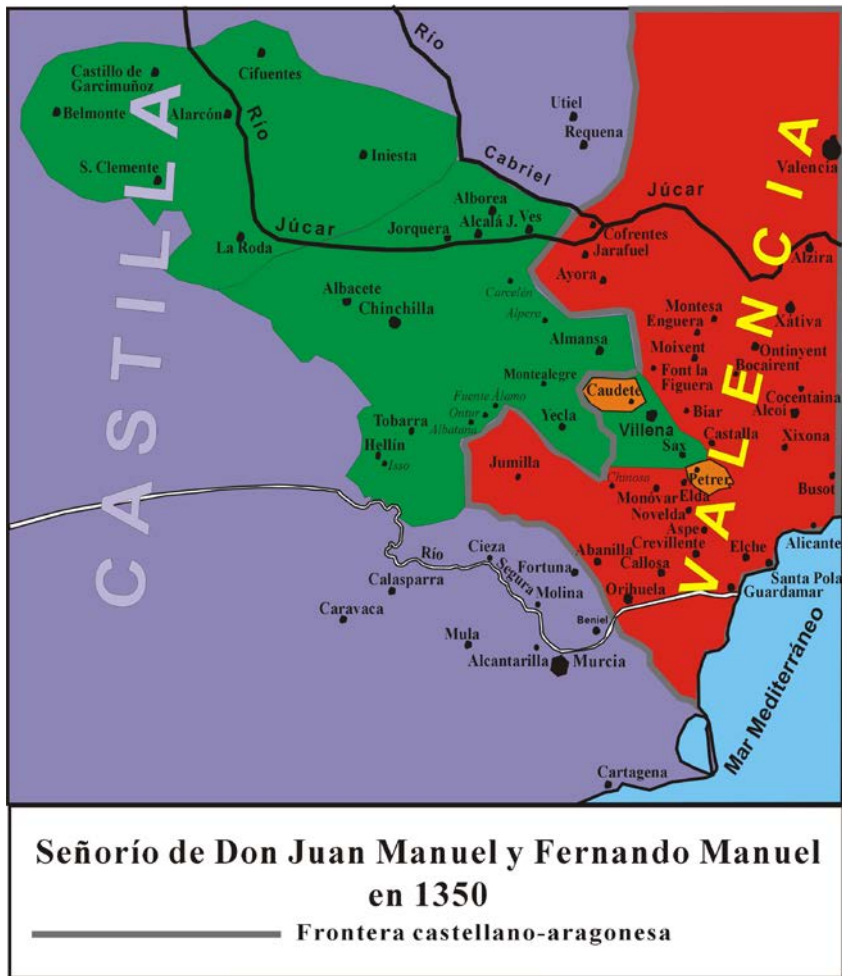 Castillo de
Garcimuñoz
Cifuentes
Río
Belmonte
Alarcón
Río
Utiel
Requena
Valencia
S. Clemente
Iniesta
Cabriel
Júcar
Alborea
Alcalá J.
Ves
Júcar
Jorquera
Cofrentes
La Roda
Jarafuel
Alzira
Ayora
Carcelén
Albacete
Chinchilla
Alpera
Montesa
Enguera
Xàtiva
Almansa
Moixent
Ontinyent
Bocairent
Font la
Figuera
Montealegre
Caudete
Cocentaina
Alcoi
Fuente Álamo
Ontur
Albatana
Biar
Yecla
Villena
Tobarra
Castalla
Xixona
Hellín
Isso
Sax
Jumilla
Chinosa
Petrer
Monóvar
Elda
Busot
Novelda
Aspe
Alicante
Crevillente
Elche
Cieza
Río
Segura
Abanilla
Fortuna
Callosa
Santa Pola
Guardamar
Calasparra
Molina
Orihuela
Caravaca
Beniel
Mula
Alcantarilla
Murcia
Mar Mediterráneo
Cartagena
CASTILLA
VALENCIA
Señorío de Don Juan Manuel y Fernando Manuel
en 1350
Frontera castellano-aragonesa